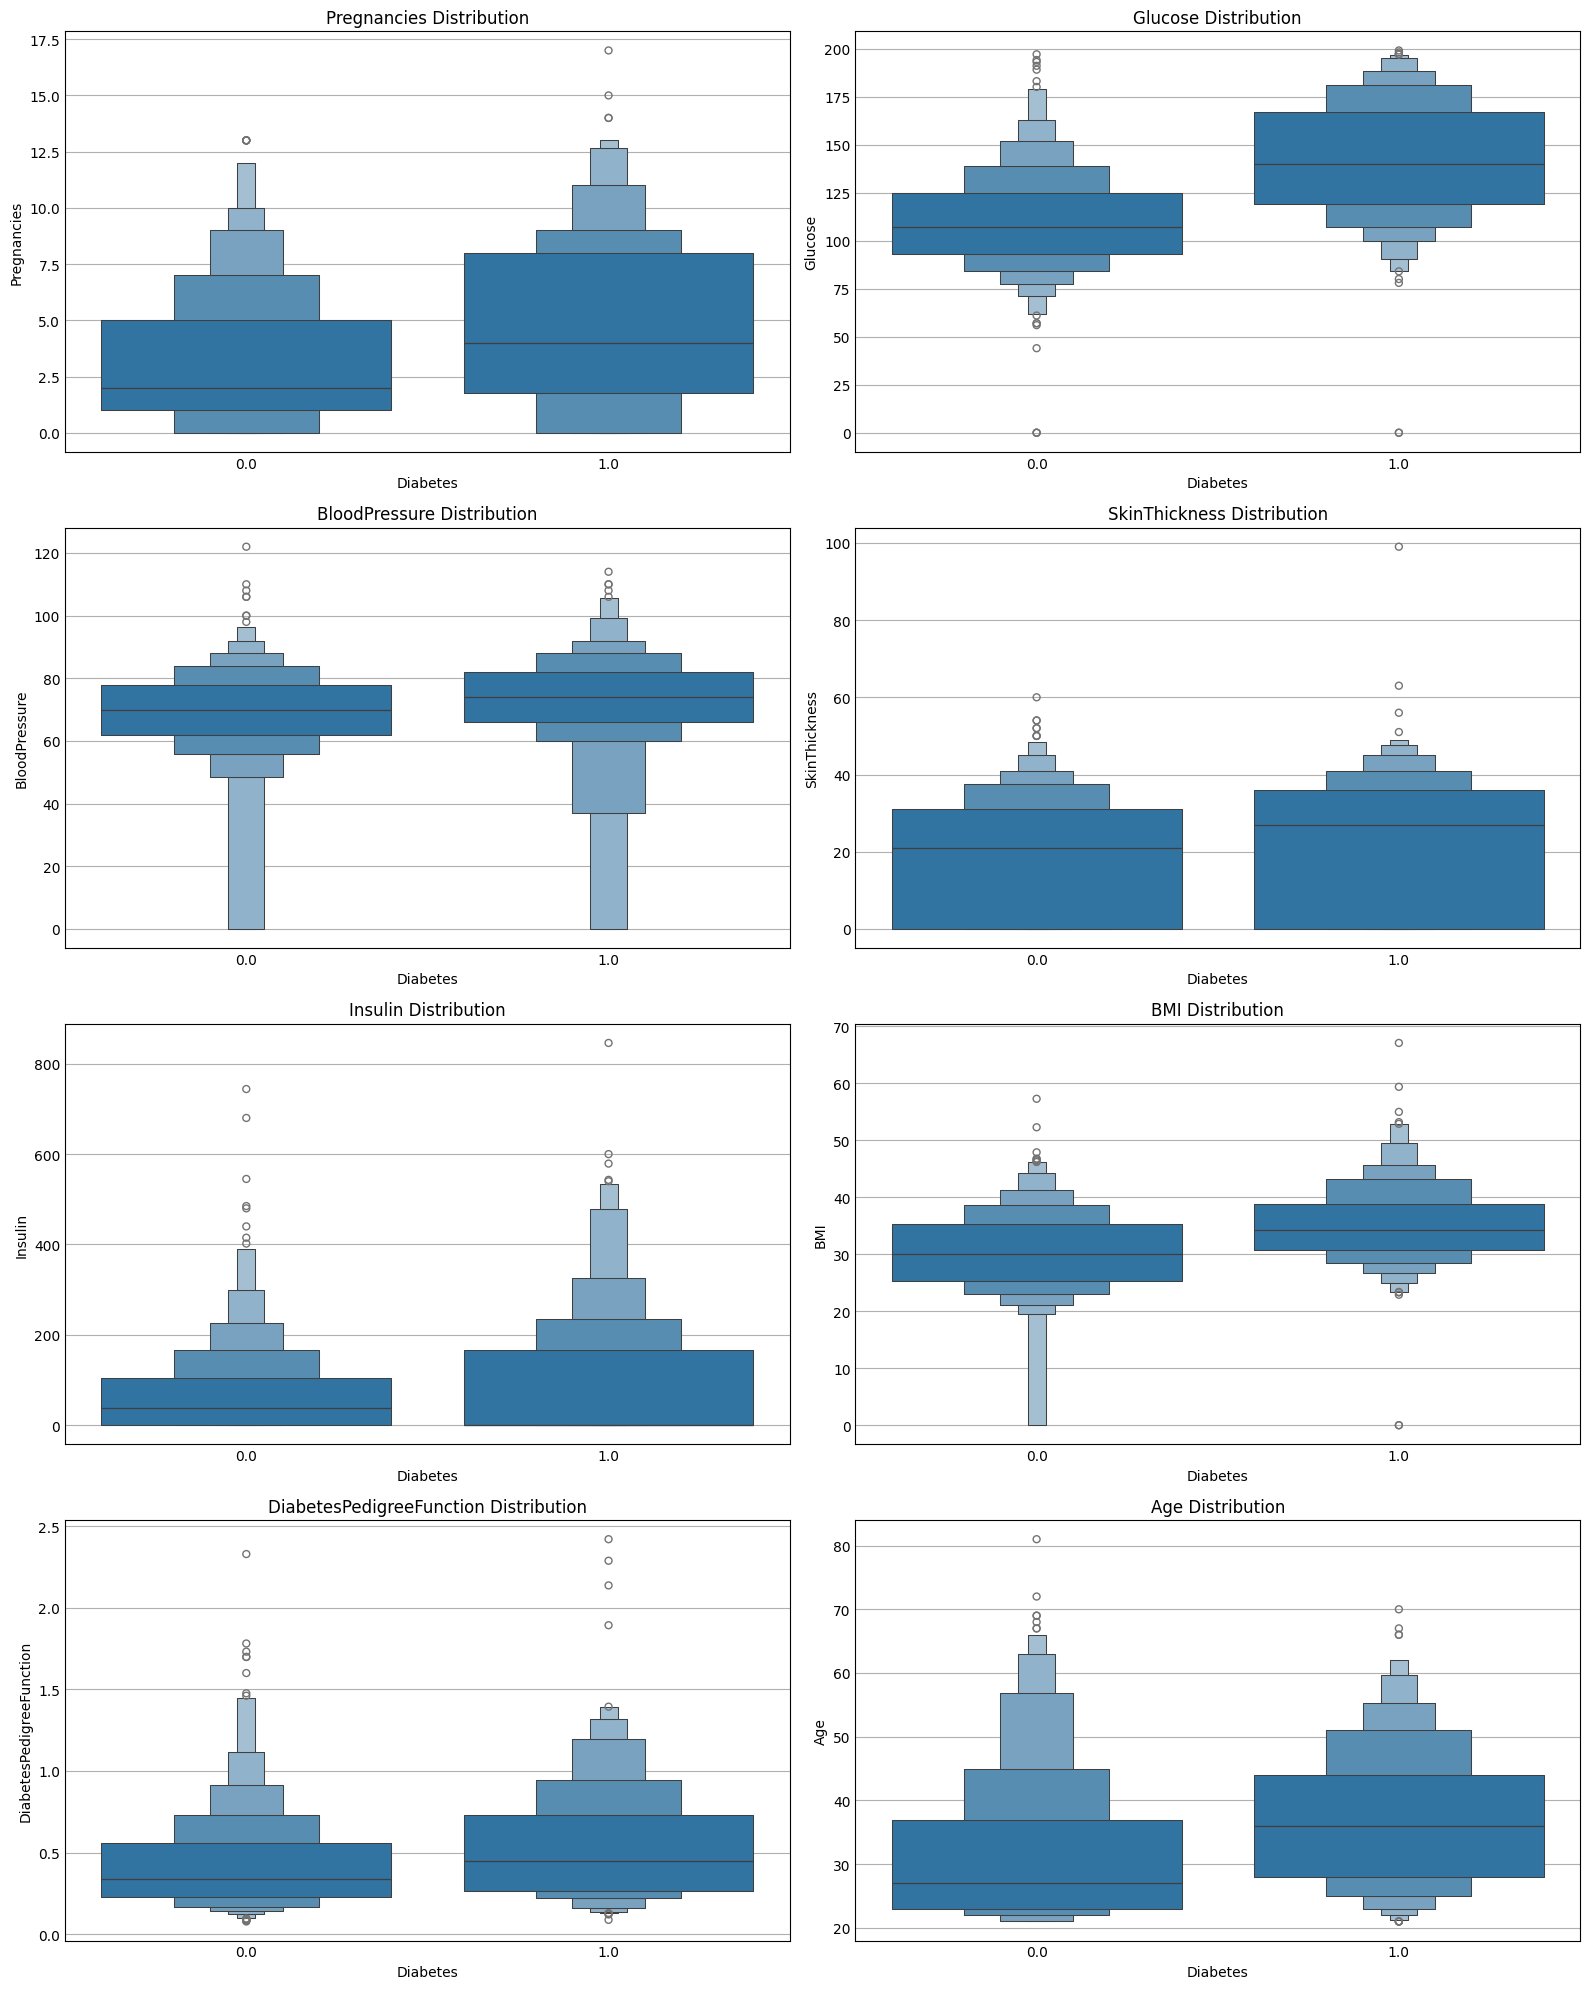 Pregnancies Distribution
Pregnancies
17.5
15.0
12.5
10.0
7.5
5.0
2.5
0.0
0.0 1.0
Diabetes
Glucose Distribution
Glucose
200
175
150
125
100
75
50
25
0
0.0 1.0
Diabetes
BloodPressure Distribution
BloodPressure
120
100
80
60
40
20
0
0.0 1.0
Diabetes
SkinThickness Distribution
SkinThickness
100
80
60
40
20
0
0.0 1.0
Diabetes
Insulin Distribution
Insulin
800
600
400
200
0
0.0 1.0
Diabetes
BMI Distribution
BMI
70
60
50
40
30
20
10
0
0.0 1.0
Diabetes
DiabetesPedigreeFunction Distribution
DiabetesPedigreeFunction
2.5
2.0
1.5
1.0
0.5
0.0
0.0 1.0
Diabetes
Age Distribution
Age
80
70
60
50
40
30
20
0.0 1.0
Diabetes